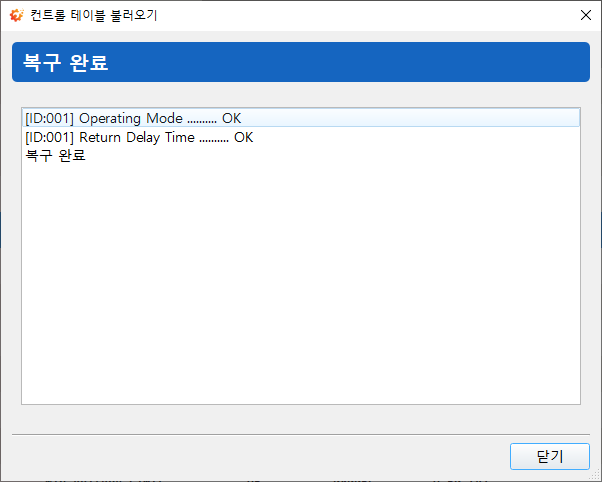 컨트롤 테이블 불러오기
복구 완료
[ID:001] Operating Mode .......... OK
[ID:001] Return Delay Time .......... OK
복구 완료
닫기